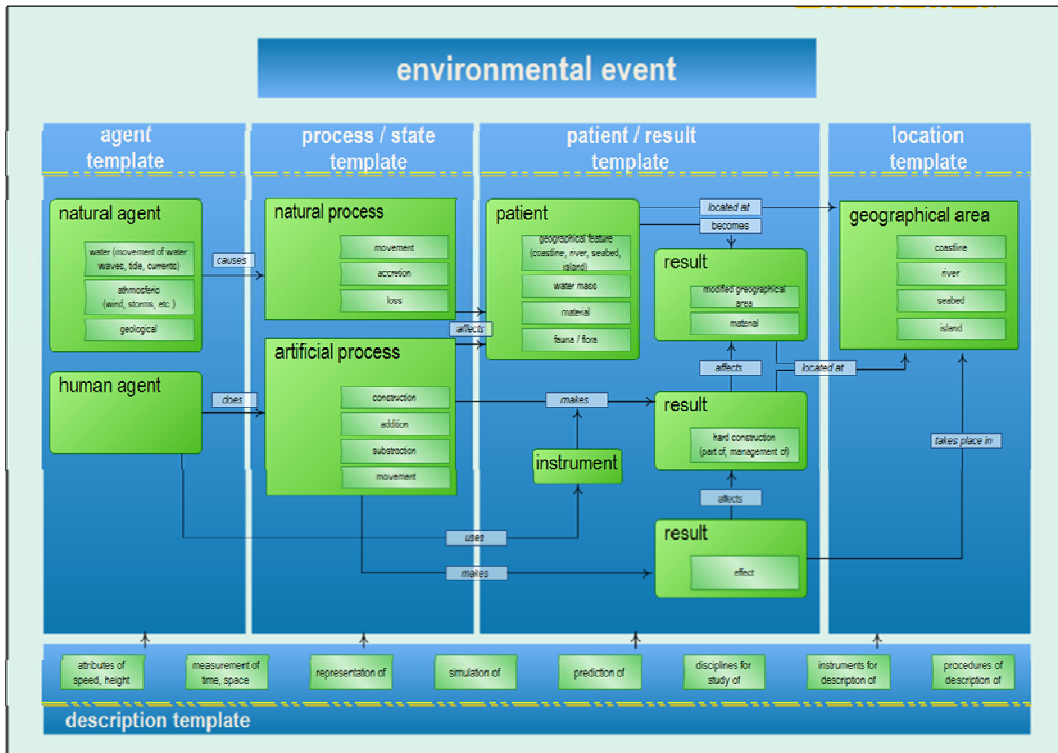 environmental event
agent
template
process / state
template
patient / result
template
location
template
natural agent
water (movement of water
waves, tide, currents)
athmosferic
(wind, storms, etc.)
geological
human agent
causes
does
natural process
movement
accretion
loss
artificial process
construction
addition
substraction
movement
affects
patient
geographical feature
(coastline, river, seabed,
island)
water mass
material
fauna / flora
located at
becomes
result
modified greographical
area
material
affects
located at
makes
result
hard construction
(part of, management of)
instrument
affects
uses
makes
result
effect
geographical area
coastline
river
seabed
island
takes place in
attributes of
speed, height
measurement of
time, space
representation of
simulation of
prediction of
disciplines for
study of
instruments for
description of
procedures of
description of
description template